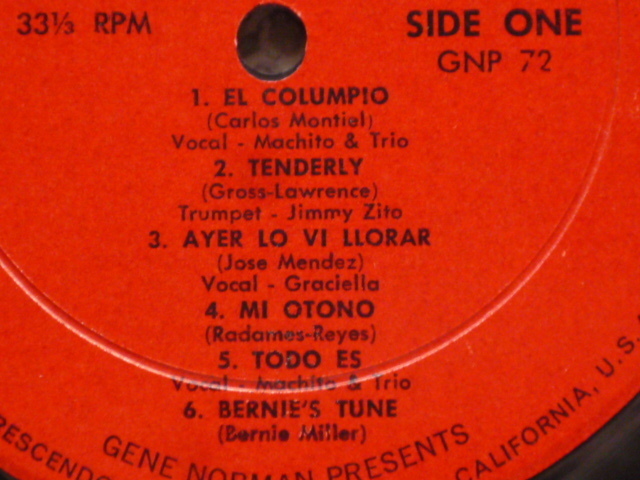 33⅓ RPM
SIDE ONE
GNP 72
1. EL COLUMPIO
(Carlos Montiel)
Vocal - Machito & Trio
2. TENDERLY
(Gross-Lawrence)
Trumpet - Jimmy Zito
3. AYER LO VI LLORAR
(Jose Mendez)
Vocal - Graciella
4. MI OTONO
(Radames-Reyes)
5. TODO ES
Vocal - Machito & Trio
6. BERNIE'S TUNE
(Bernie Miller)
GENE NORMAN PRESENTS
CALIFORNIA, U.S.